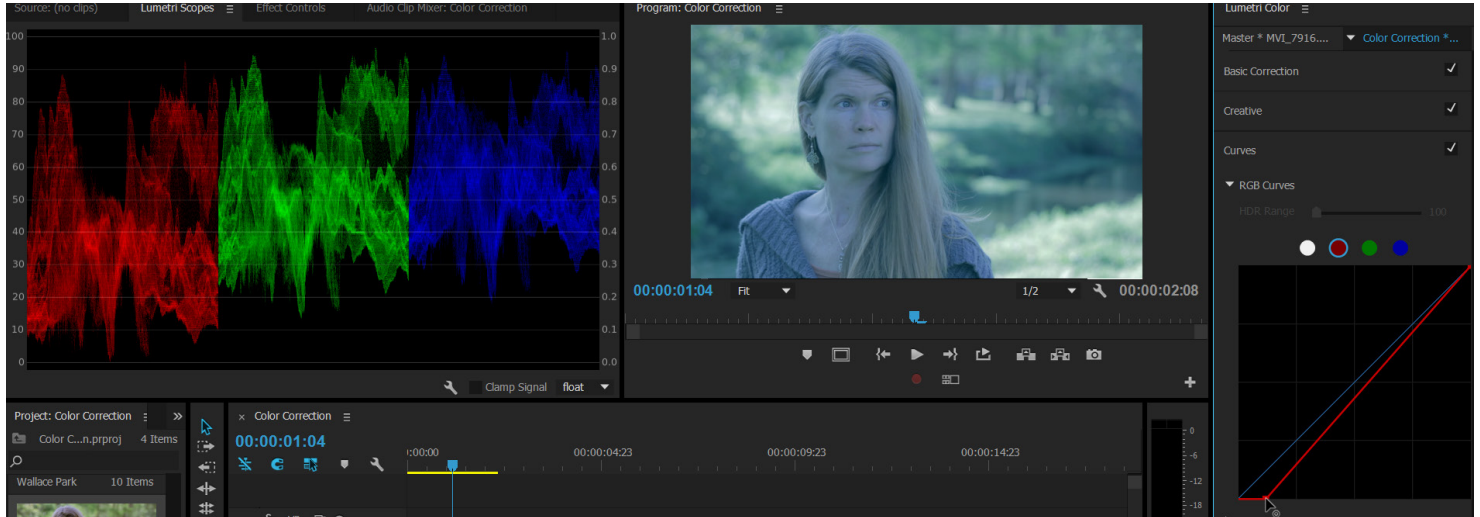 Source: (no clips) Lumetri Scopes Effect Controls Audio Clip Mixer: Color Correction Program: Color Correction Lumetri Color
Master * MVI_7916.... Color Correction *...
100 1.0
90 0.9
80 0.8
70 0.7
60 0.6
50 0.5
40 0.4
30 0.3
20 0.2
10 0.1
0 0.0
Clamp Signal float
00:00:01:04 Fit 1/2 00:00:02:08
Basic Correction
Creative
Curves
RGB Curves
HDR Range 100
Project: Color Correction
Color C...n.prproj 4 Items
Wallace Park 10 Items
× Color Correction
00:00:01:04
:00:00 00:00:04:23 00:00:09:23 00:00:14:23
0
-6
-12
-18